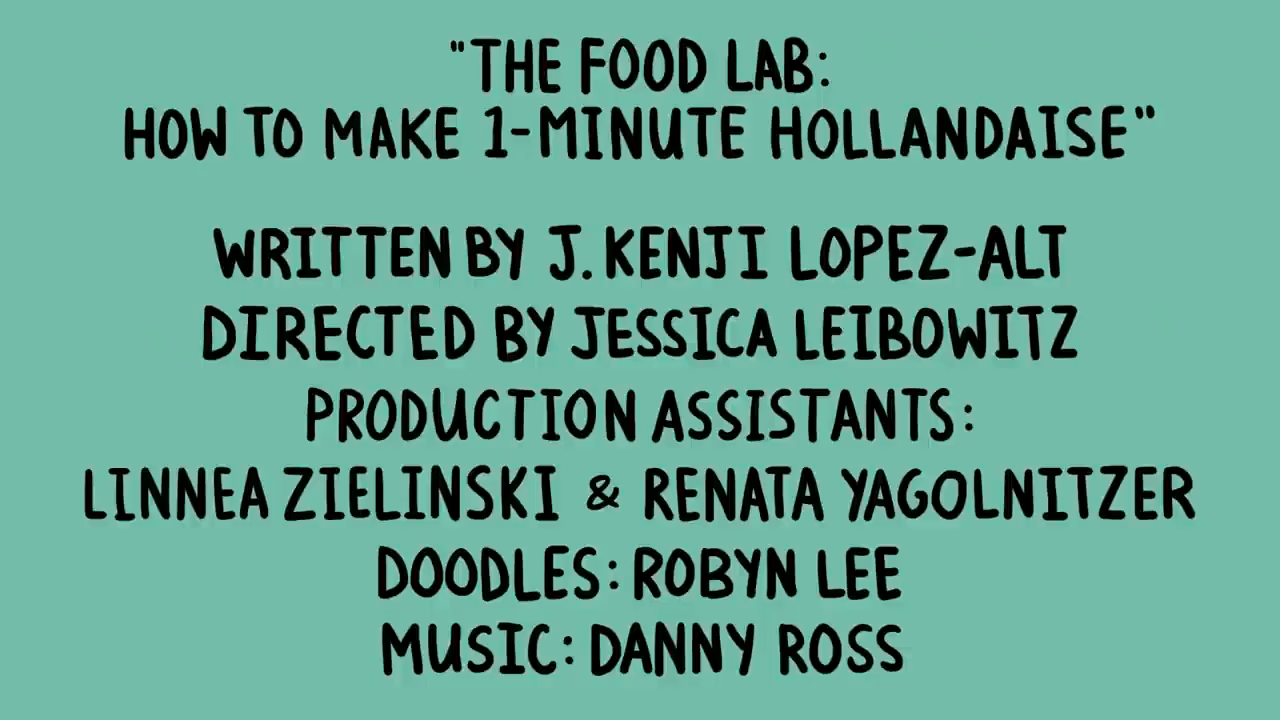 "THE FOOD LAB:
HOW TO MAKE 1-MINUTE HOLLANDAISE"
WRITTEN BY J. KENJI LOPEZ-ALT
DIRECTED BY JESSICA LEIBOWITZ
PRODUCTION ASSISTANTS:
LINNEA ZIELINSKI & RENATA YAGOLNITZER
DOODLES: ROBYN LEE
MUSIC: DANNY ROSS